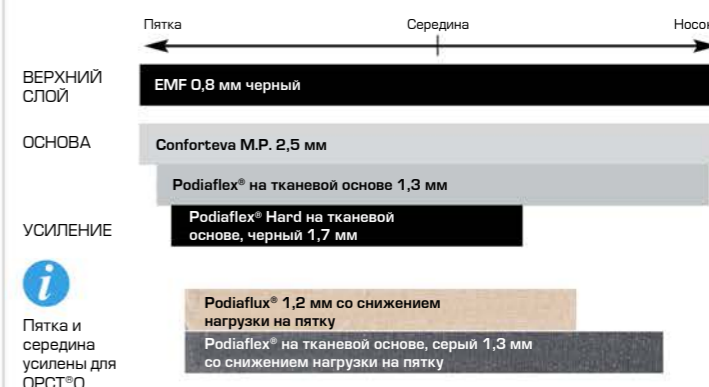 Пятка
Середина
Носок
ВЕРХНИЙ
СЛОЙ
EMF 0,8 мм черный
ОСНОВА
Conforteva M.P. 2,5 мм
Podiaflex® на тканевой основе 1,3 мм
УСИЛЕНИЕ
Podiaflex® Hard на тканевой
основе, черный 1,7 мм
i
Пятка и
середина
усилены для
ОРСТ®О
Podiaflux® 1,2 мм со снижением
нагрузки на пятку
Podiaflex® на тканевой основе, серый 1,3 мм
со снижением нагрузки на пятку